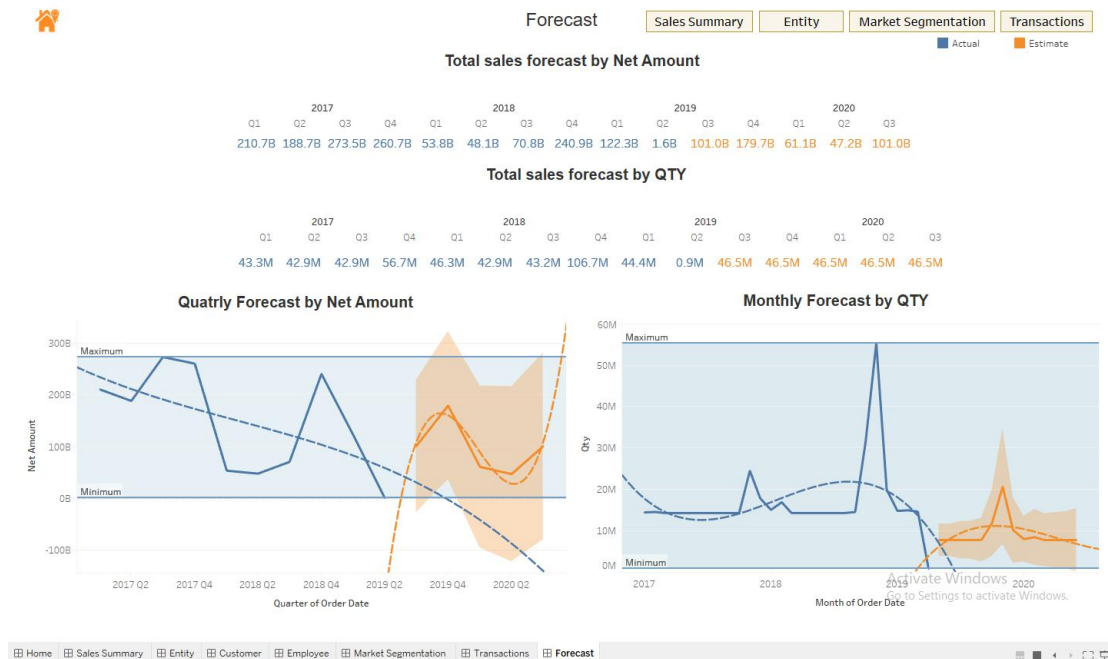 Forecast
Sales Summary Entity Market Segmentation Transactions
Actual Estimate
Total sales forecast by Net Amount
2017 2018 2019 2020
Q1 Q2 Q3 Q4 Q1 Q2 Q3 Q4 Q1 Q2 Q3 Q4 Q1 Q2 Q3
210.7B 188.7B 273.5B 260.7B 53.8B 48.1B 70.8B 240.9B 122.3B 1.6B 101.0B 179.7B 61.1B 47.2B 101.0B
Total sales forecast by QTY
2017 2018 2019 2020
Q1 Q2 Q3 Q4 Q1 Q2 Q3 Q4 Q1 Q2 Q3 Q4 Q1 Q2 Q3
43.3M 42.9M 42.9M 56.7M 46.3M 42.9M 43.2M 106.7M 44.4M 0.9M 46.5M 46.5M 46.5M 46.5M 46.5M
Quatrly Forecast by Net Amount
300B
200B
100B
0B
-100B
Net Amount
Maximum
Minimum
2017 Q2 2017 Q4 2018 Q2 2018 Q4 2019 Q2 2019 Q4 2020 Q2
Quarter of Order Date
Monthly Forecast by QTY
60M
50M
40M
30M
20M
10M
0M
Qty
Maximum
Minimum
2017 2018 2019 2020
Month of Order Date
Activate Windows
Go to Settings to activate Windows.
Home Sales Summary Entity Customer Employee Market Segmentation Transactions Forecast